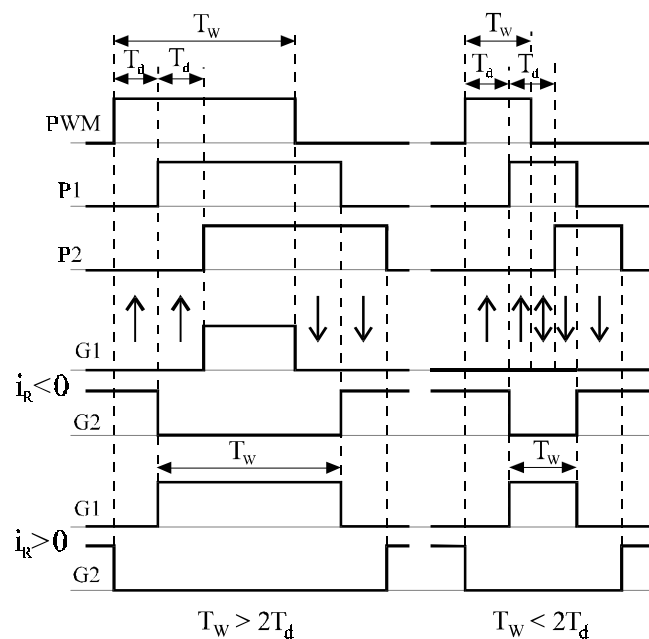 T_W T_W
T_d T_d T_d T_d
PWM
P1
P2
G1
i_R<0
G2
T_W T_W
G1
i_R>0
G2
T_W > 2T_d T_W < 2T_d